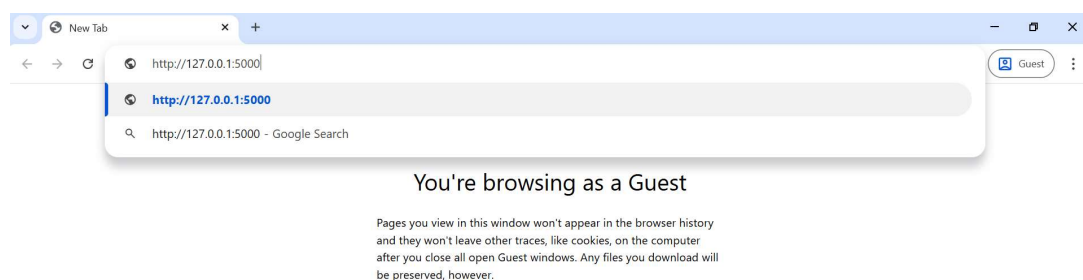 New Tab
http://127.0.0.1:5000
Guest
http://127.0.0.1:5000
http://127.0.0.1:5000 - Google Search
You're browsing as a Guest
Pages you view in this window won't appear in the browser history
and they won't leave other traces, like cookies, on the computer
after you close all open Guest windows. Any files you download will
be preserved, however.